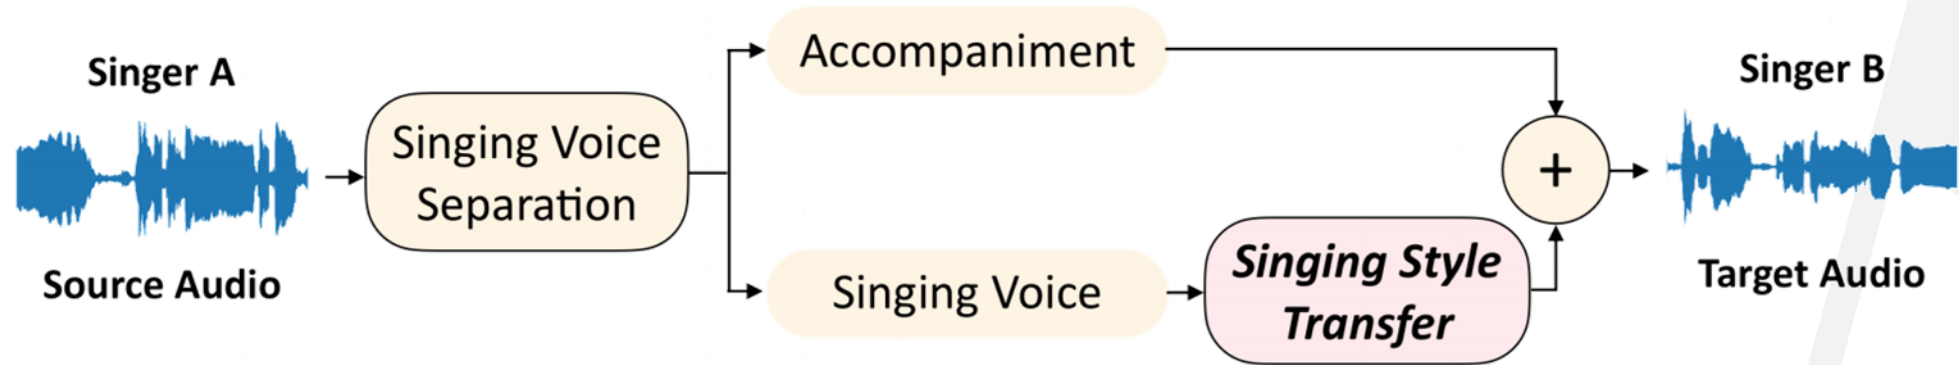 Singer A
Source Audio
Singing Voice
Separation
Accompaniment
Singing Voice
Singing Style
Transfer
+
Singer B
Target Audio